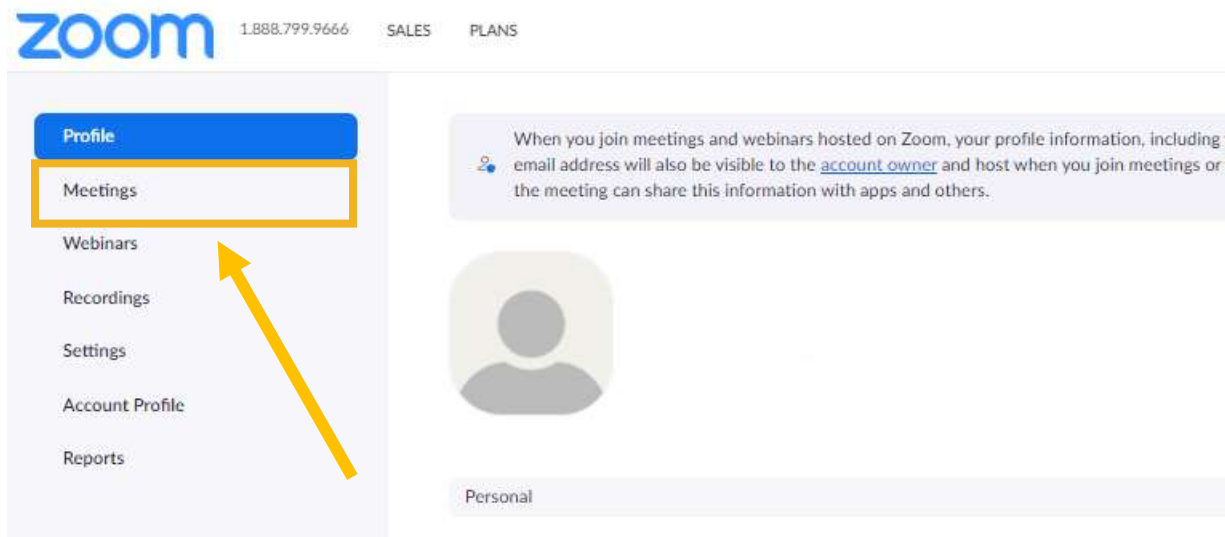 zoom 1.888.799.9666 SALES PLANS
Profile
Meetings
Webinars
Recordings
Settings
Account Profile
Reports
When you join meetings and webinars hosted on Zoom, your profile information, including
email address will also be visible to the account owner and host when you join meetings or
the meeting can share this information with apps and others.
Personal